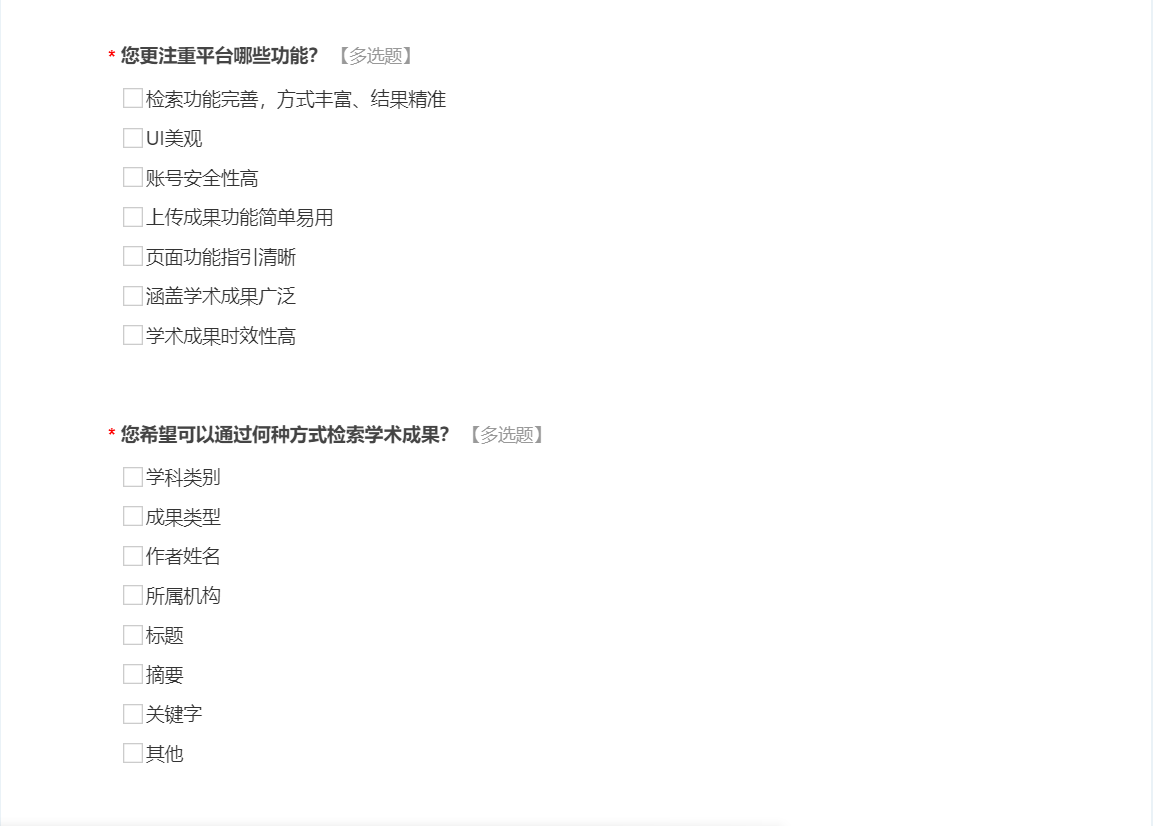 * 您更注重平台哪些功能？ 【多选题】
检索功能完善，方式丰富、结果精准
UI美观
账号安全性高
上传成果功能简单易用
页面功能指引清晰
涵盖学术成果广泛
学术成果时效性高
* 您希望可以通过何种方式检索学术成果？ 【多选题】
学科类别
成果类型
作者姓名
所属机构
标题
摘要
关键字
其他